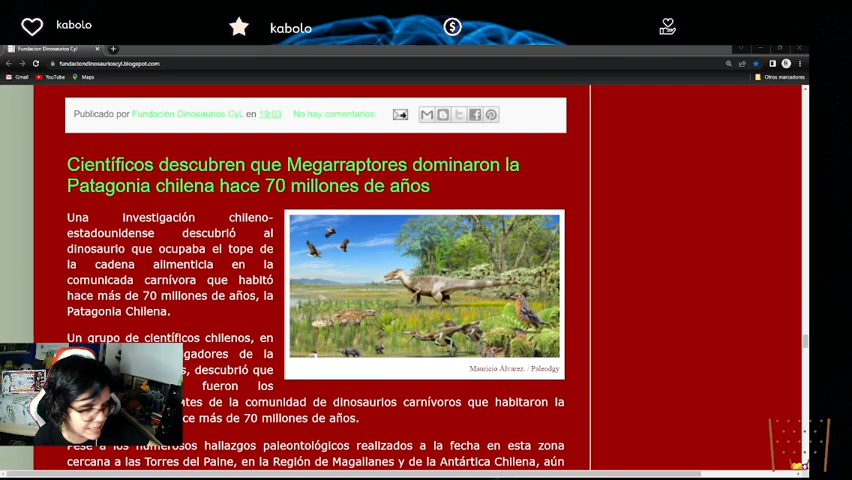 kabolo
kabolo
Fundacion Dinosaurios CyL
fundaciondinosaurioscyl.blogspot.com
Gmail
YouTube
Maps
Otros marcadores
Publicado por Fundación Dinosaurios CyL en 19:03 No hay comentarios:
Científicos descubren que Megarraptores dominaron la
Patagonia chilena hace 70 millones de años
Una investigación chileno-
estadounidense descubrió al
dinosaurio que ocupaba el tope de
la cadena alimenticia en la
comunicada carnívora que habitó
hace más de 70 millones de años, la
Patagonia Chilena.
Mauricio Álvarez. / Paleodgy
Un grupo de científicos chilenos, en
gadores de la
s, descubrió que
fueron los
tes de la comunidad de dinosaurios carnívoros que habitaron la
ce más de 70 millones de años.
Pese a los numerosos hallazgos paleontológicos realizados a la fecha en esta zona
cercana a las Torres del Paine, en la Región de Magallanes y de la Antártica Chilena, aún